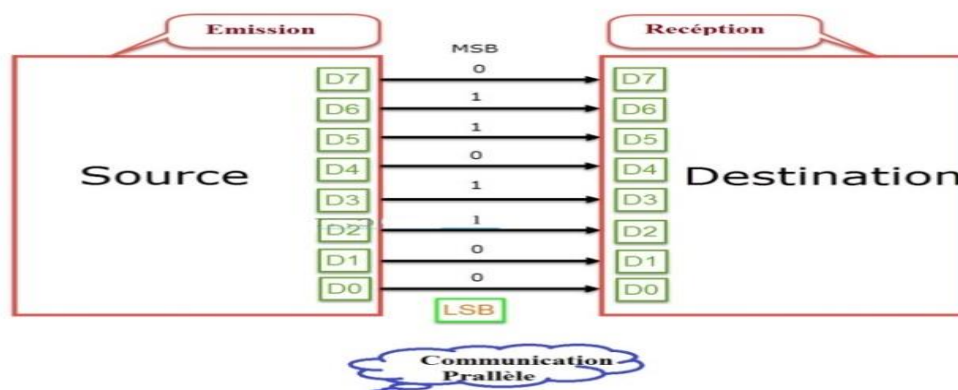 Emission
Recéption
MSB
D7 0 D7
D6 1 D6
D5 1 D5
D4 0 D4
Source
Destination
D3 1 D3
D2 1 D2
D1 0 D1
D0 0 D0
LSB
Communication
Prallèle